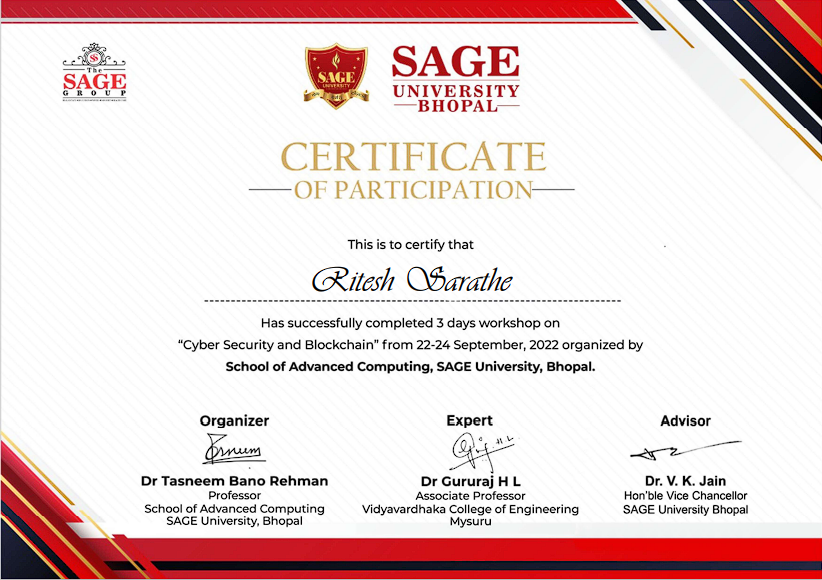 The
SAGE
GROUP
SAGE
UNIVERSITY
SAGE
UNIVERSITY
BHOPAL
CERTIFICATE
OF PARTICIPATION
This is to certify that
Ritesh Sarathe
Has successfully completed 3 days workshop on
“Cyber Security and Blockchain” from 22-24 September, 2022 organized by
School of Advanced Computing, SAGE University, Bhopal.
Organizer
Expert
Advisor
Dr Tasneem Bano Rehman
Professor
School of Advanced Computing
SAGE University, Bhopal
Dr Gururaj H L
Associate Professor
Vidyavardhaka College of Engineering
Mysuru
Dr. V. K. Jain
Hon'ble Vice Chancellor
SAGE University Bhopal